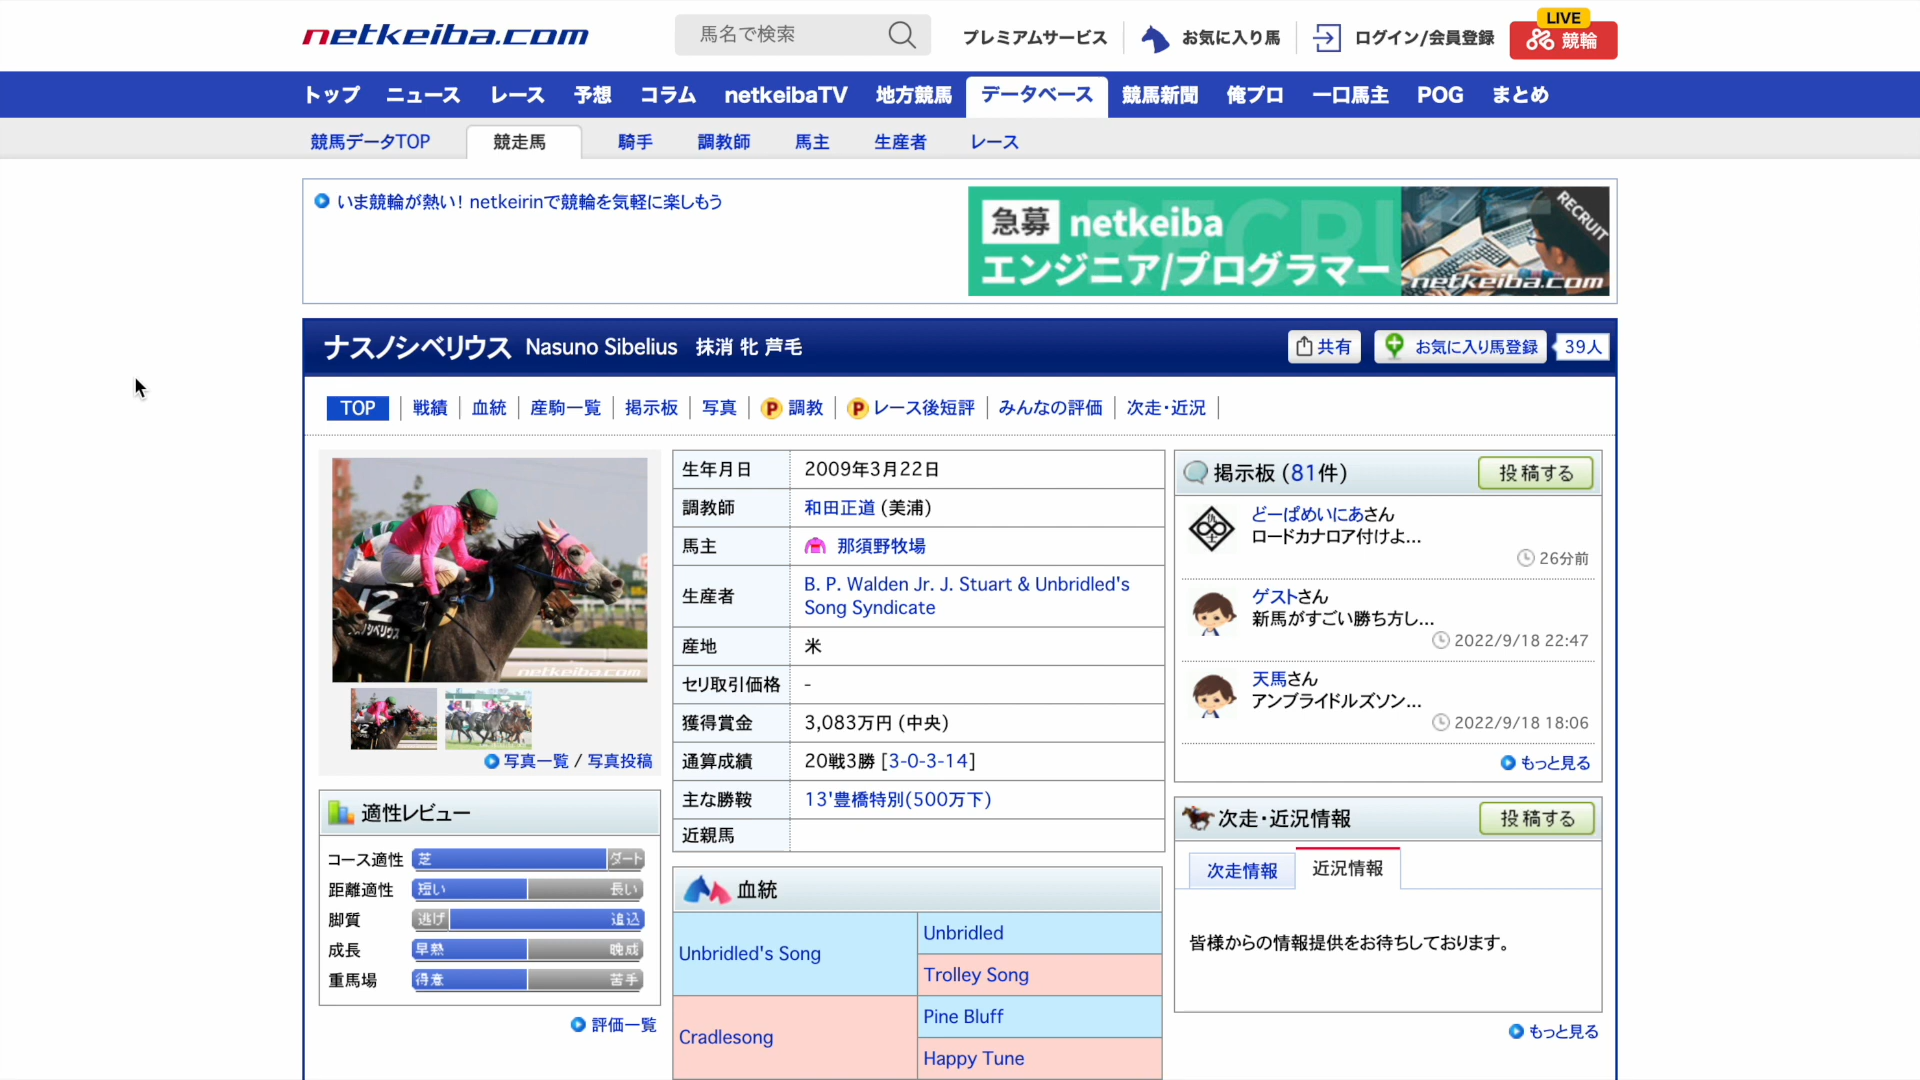 netkeiba.com
馬名で検索
プレミアムサービス
お気に入り馬
ログイン/会員登録
LIVE
競輪
トップ ニュース レース 予想 コラム netkeibaTV 地方競馬 データベース 競馬新聞 俺プロ 一口馬主 POG まとめ
競馬データTOP 競走馬 騎手 調教師 馬主 生産者 レース
いま競輪が熱い! netkeirinで競輪を気軽に楽しもう
急募 netkeiba
エンジニア/プログラマー
RECRUIT
netkeiba.com
ナスノシベリウス Nasuno Sibelius 抹消 牝 芦毛
共有
お気に入り馬登録
39人
TOP 戦績 血統 産駒一覧 掲示板 写真 P 調教 P レース後短評 みんなの評価 次走・近況
12
ナスノシベリウス
netkeiba.com
写真一覧 / 写真投稿
適性レビュー
コース適性 芝 ダート
距離適性 短い 長い
脚質 逃げ 追込
成長 早熟 晩成
重馬場 得意 苦手
評価一覧
生年月日 2009年3月22日
調教師 和田正道 (美浦)
馬主 那須野牧場
生産者 B. P. Walden Jr. J. Stuart & Unbridled's
Song Syndicate
産地 米
セリ取引価格 -
獲得賞金 3,083万円 (中央)
通算成績 20戦3勝 [3-0-3-14]
主な勝鞍 13'豊橋特別(500万下)
近親馬
血統
Unbridled's Song
Unbridled
Trolley Song
Cradlesong
Pine Bluff
Happy Tune
掲示板 (81件)
投稿する
どーぱめいにあさん
ロードカナロア付けよ...
26分前
ゲストさん
新馬がすごい勝ち方し...
2022/9/18 22:47
天馬さん
アンブライドルズソン...
2022/9/18 18:06
もっと見る
次走・近況情報
投稿する
次走情報 近況情報
皆様からの情報提供をお待ちしております。
もっと見る